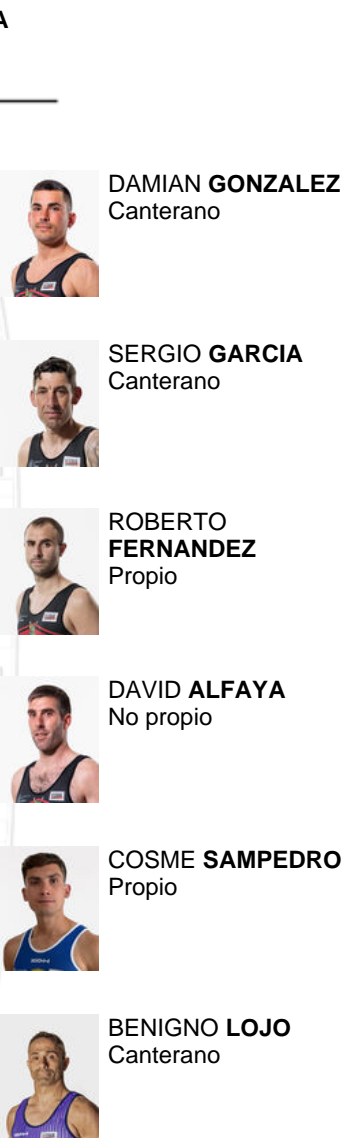 A
DAMIAN GONZALEZ
Canterano
SERGIO GARCIA
Canterano
ROBERTO
FERNANDEZ
Propio
DAVID ALFAYA
No propio
COSME SAMPEDRO
Propio
BENIGNO LOJO
Canterano